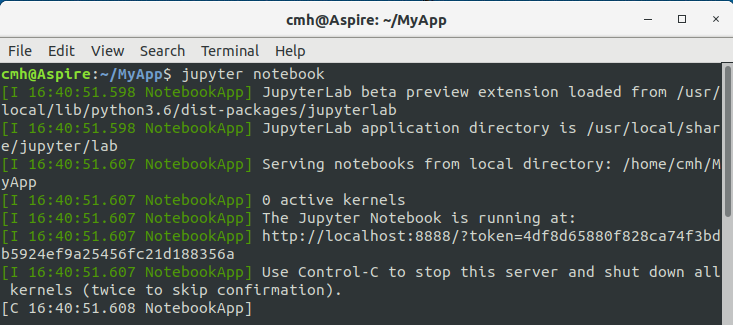 cmh@Aspire: ~/MyApp
File Edit View Search Terminal Help
cmh@Aspire:~/MyApp$ jupyter notebook
[I 16:40:51.598 NotebookApp] JupyterLab beta preview extension loaded from /usr/
local/lib/python3.6/dist-packages/jupyterlab
[I 16:40:51.598 NotebookApp] JupyterLab application directory is /usr/local/shar
e/jupyter/lab
[I 16:40:51.607 NotebookApp] Serving notebooks from local directory: /home/cmh/M
yApp
[I 16:40:51.607 NotebookApp] 0 active kernels
[I 16:40:51.607 NotebookApp] The Jupyter Notebook is running at:
[I 16:40:51.607 NotebookApp] http://localhost:8888/?token=4df8d65880f828ca74f3bd
b5924ef9a25456fc21d188356a
[I 16:40:51.607 NotebookApp] Use Control-C to stop this server and shut down all
 kernels (twice to skip confirmation).
[C 16:40:51.608 NotebookApp]